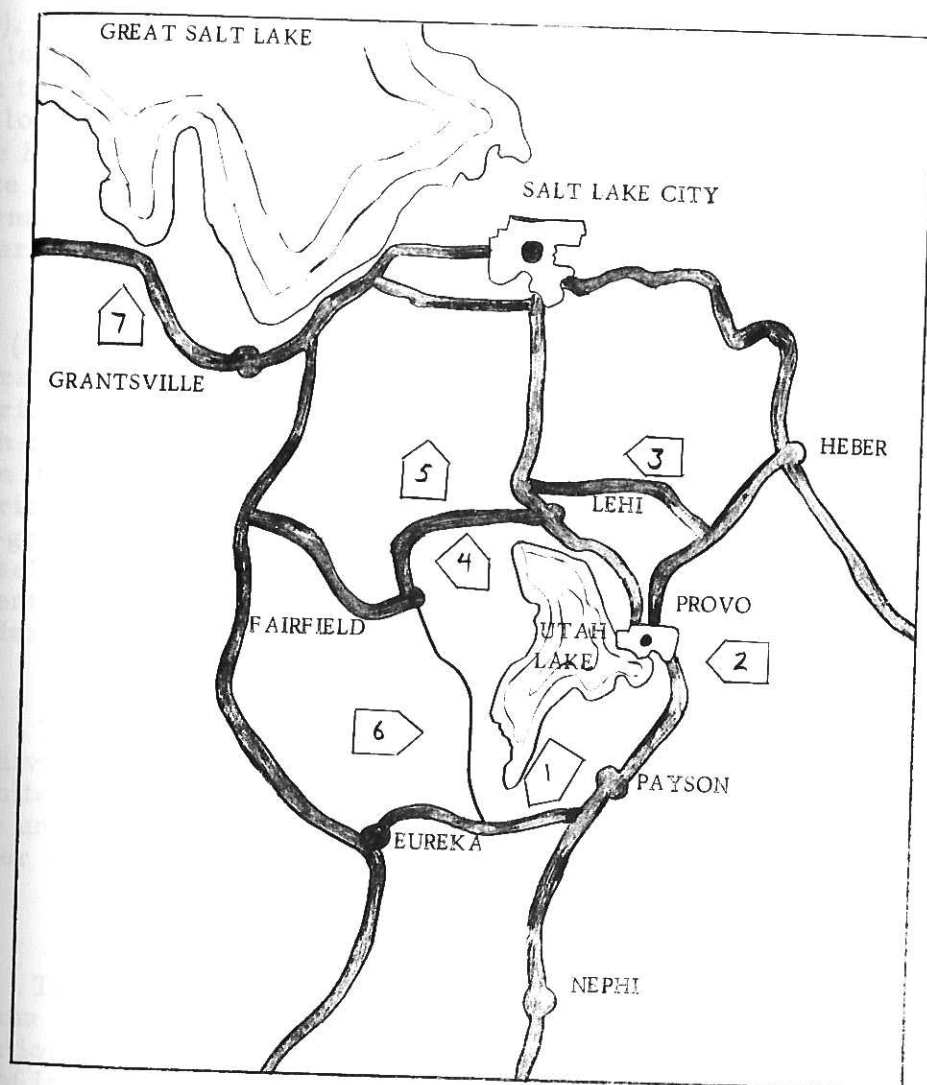 GREAT SALT LAKE
SALT LAKE CITY
7
GRANTSVILLE
HEBER
3
5
LEHI
4
PROVO
FAIRFIELD
UTAH
LAKE
2
6
1
PAYSON
EUREKA
NEPHI